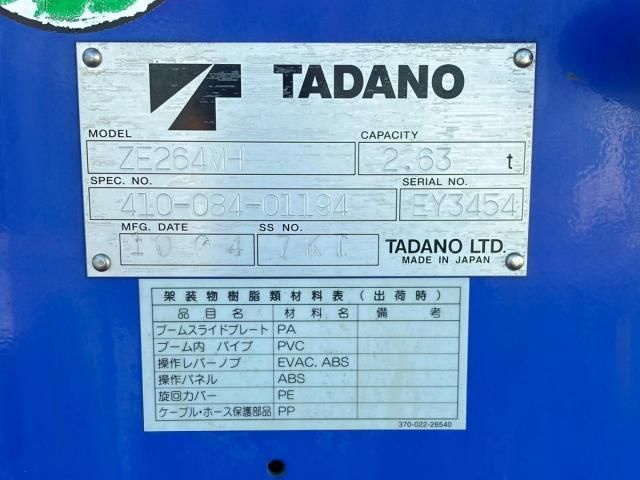 TADANO
MODEL CAPACITY
ZE264MH 2.63 t
SPEC. NO. SERIAL NO.
410-084-01194 EY3454
MFG. DATE SS NO.
TADANO LTD.
MADE IN JAPAN
架装物樹脂類材料表(出荷時)
品目名 材料名 備考
ブームスライドプレート PA
ブーム内 パイプ PVC
操作レバーノブ EVAC, ABS
操作パネル ABS
旋回カバー PE
ケーブル・ホース保護部品 PP
370-022-26540